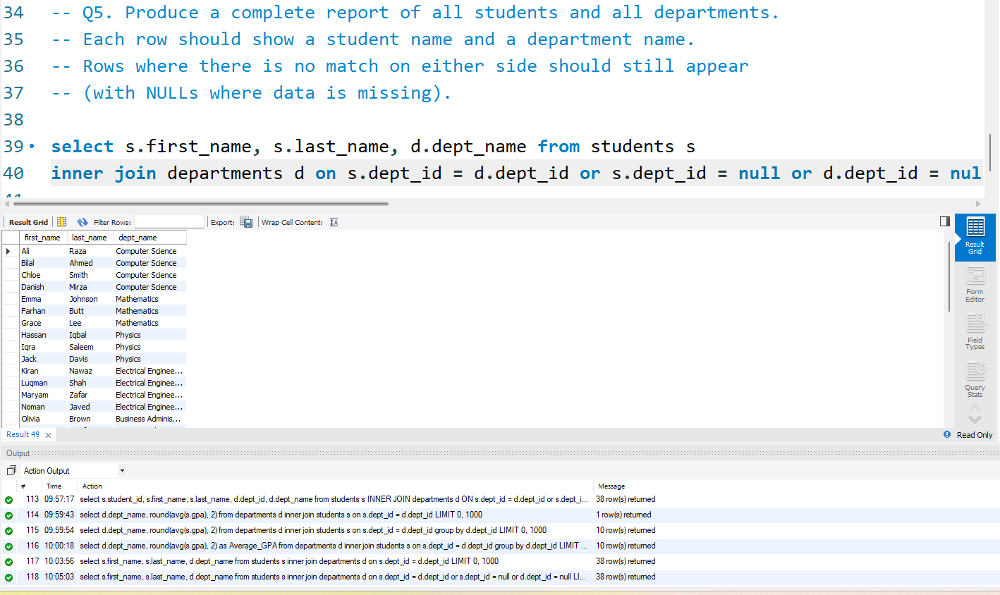 34 -- Q5. Produce a complete report of all students and all departments.
35 -- Each row should show a student name and a department name.
36 -- Rows where there is no match on either side should still appear
37 -- (with NULLs where data is missing).
38
39 select s.first_name, s.last_name, d.dept_name from students s
40 inner join departments d on s.dept_id = d.dept_id or s.dept_id = null or d.dept_id = nul
Result Grid Filter Rows: Export: Wrap Cell Content:
first_name last_name dept_name
Ali Raza Computer Science
Bilal Ahmed Computer Science
Chloe Smith Computer Science
Danish Mirza Computer Science
Emma Johnson Mathematics
Farhan Butt Mathematics
Grace Lee Mathematics
Hassan Iqbal Physics
Iqra Saleem Physics
Jack Davis Physics
Kiran Nawaz Electrical Enginee...
Luqman Shah Electrical Enginee...
Maryam Zafar Electrical Enginee...
Noman Javed Electrical Enginee...
Olivia Brown Business Adminis...
Result
Grid
Form
Editor
Field
Types
Query
Stats
Result 49
Read Only
Output
Action Output
# Time Action Message
113 09:57:17 select s.student_id, s.first_name, s.last_name, d.dept_id, d.dept_name from students s INNER JOIN departments d ON s.dept_id = d.dept_id or s.dept_i... 38 row(s) returned
114 09:59:43 select d.dept_name, round(avg(s.gpa), 2) from departments d inner join students s on s.dept_id = d.dept_id LIMIT 0, 1000 1 row(s) returned
115 09:59:54 select d.dept_name, round(avg(s.gpa), 2) from departments d inner join students s on s.dept_id = d.dept_id group by d.dept_id LIMIT 0, 1000 10 row(s) returned
116 10:00:18 select d.dept_name, round(avg(s.gpa), 2) as Average_GPA from departments d inner join students s on s.dept_id = d.dept_id group by d.dept_id LIMIT ... 10 row(s) returned
117 10:03:56 select s.first_name, s.last_name, d.dept_name from students s inner join departments d on s.dept_id = d.dept_id LIMIT 0, 1000 38 row(s) returned
118 10:05:03 select s.first_name, s.last_name, d.dept_name from students s inner join departments d on s.dept_id = d.dept_id or s.dept_id = null or d.dept_id = null LI... 38 row(s) returned